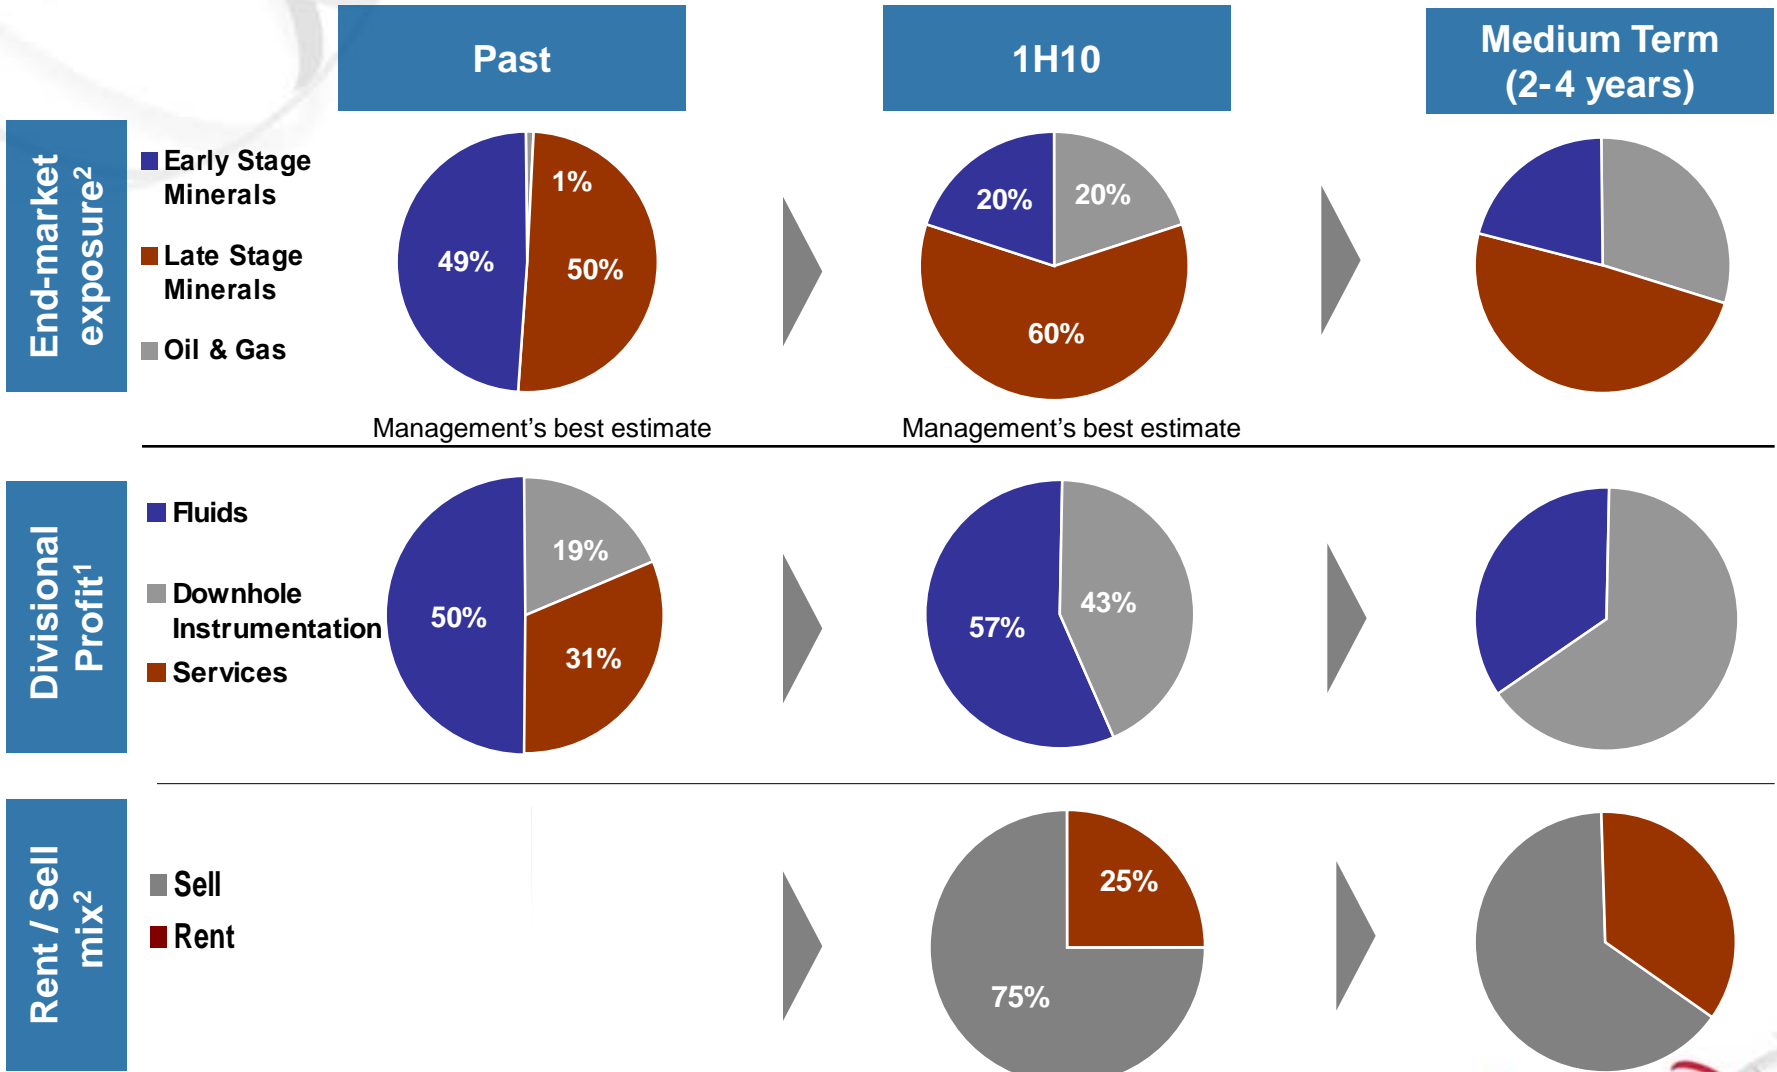 Past
1H10
Medium Term
(2-4 years)
End-market
exposure2
Early Stage
Minerals
Late Stage
Minerals
Oil & Gas
1%
49%
50%
20%
20%
60%
Management's best estimate
Management's best estimate
Divisional
Profit1
Fluids
Downhole
Instrumentation
Services
19%
50%
31%
43%
57%
Rent / Sell
mix2
Sell
Rent
25%
75%